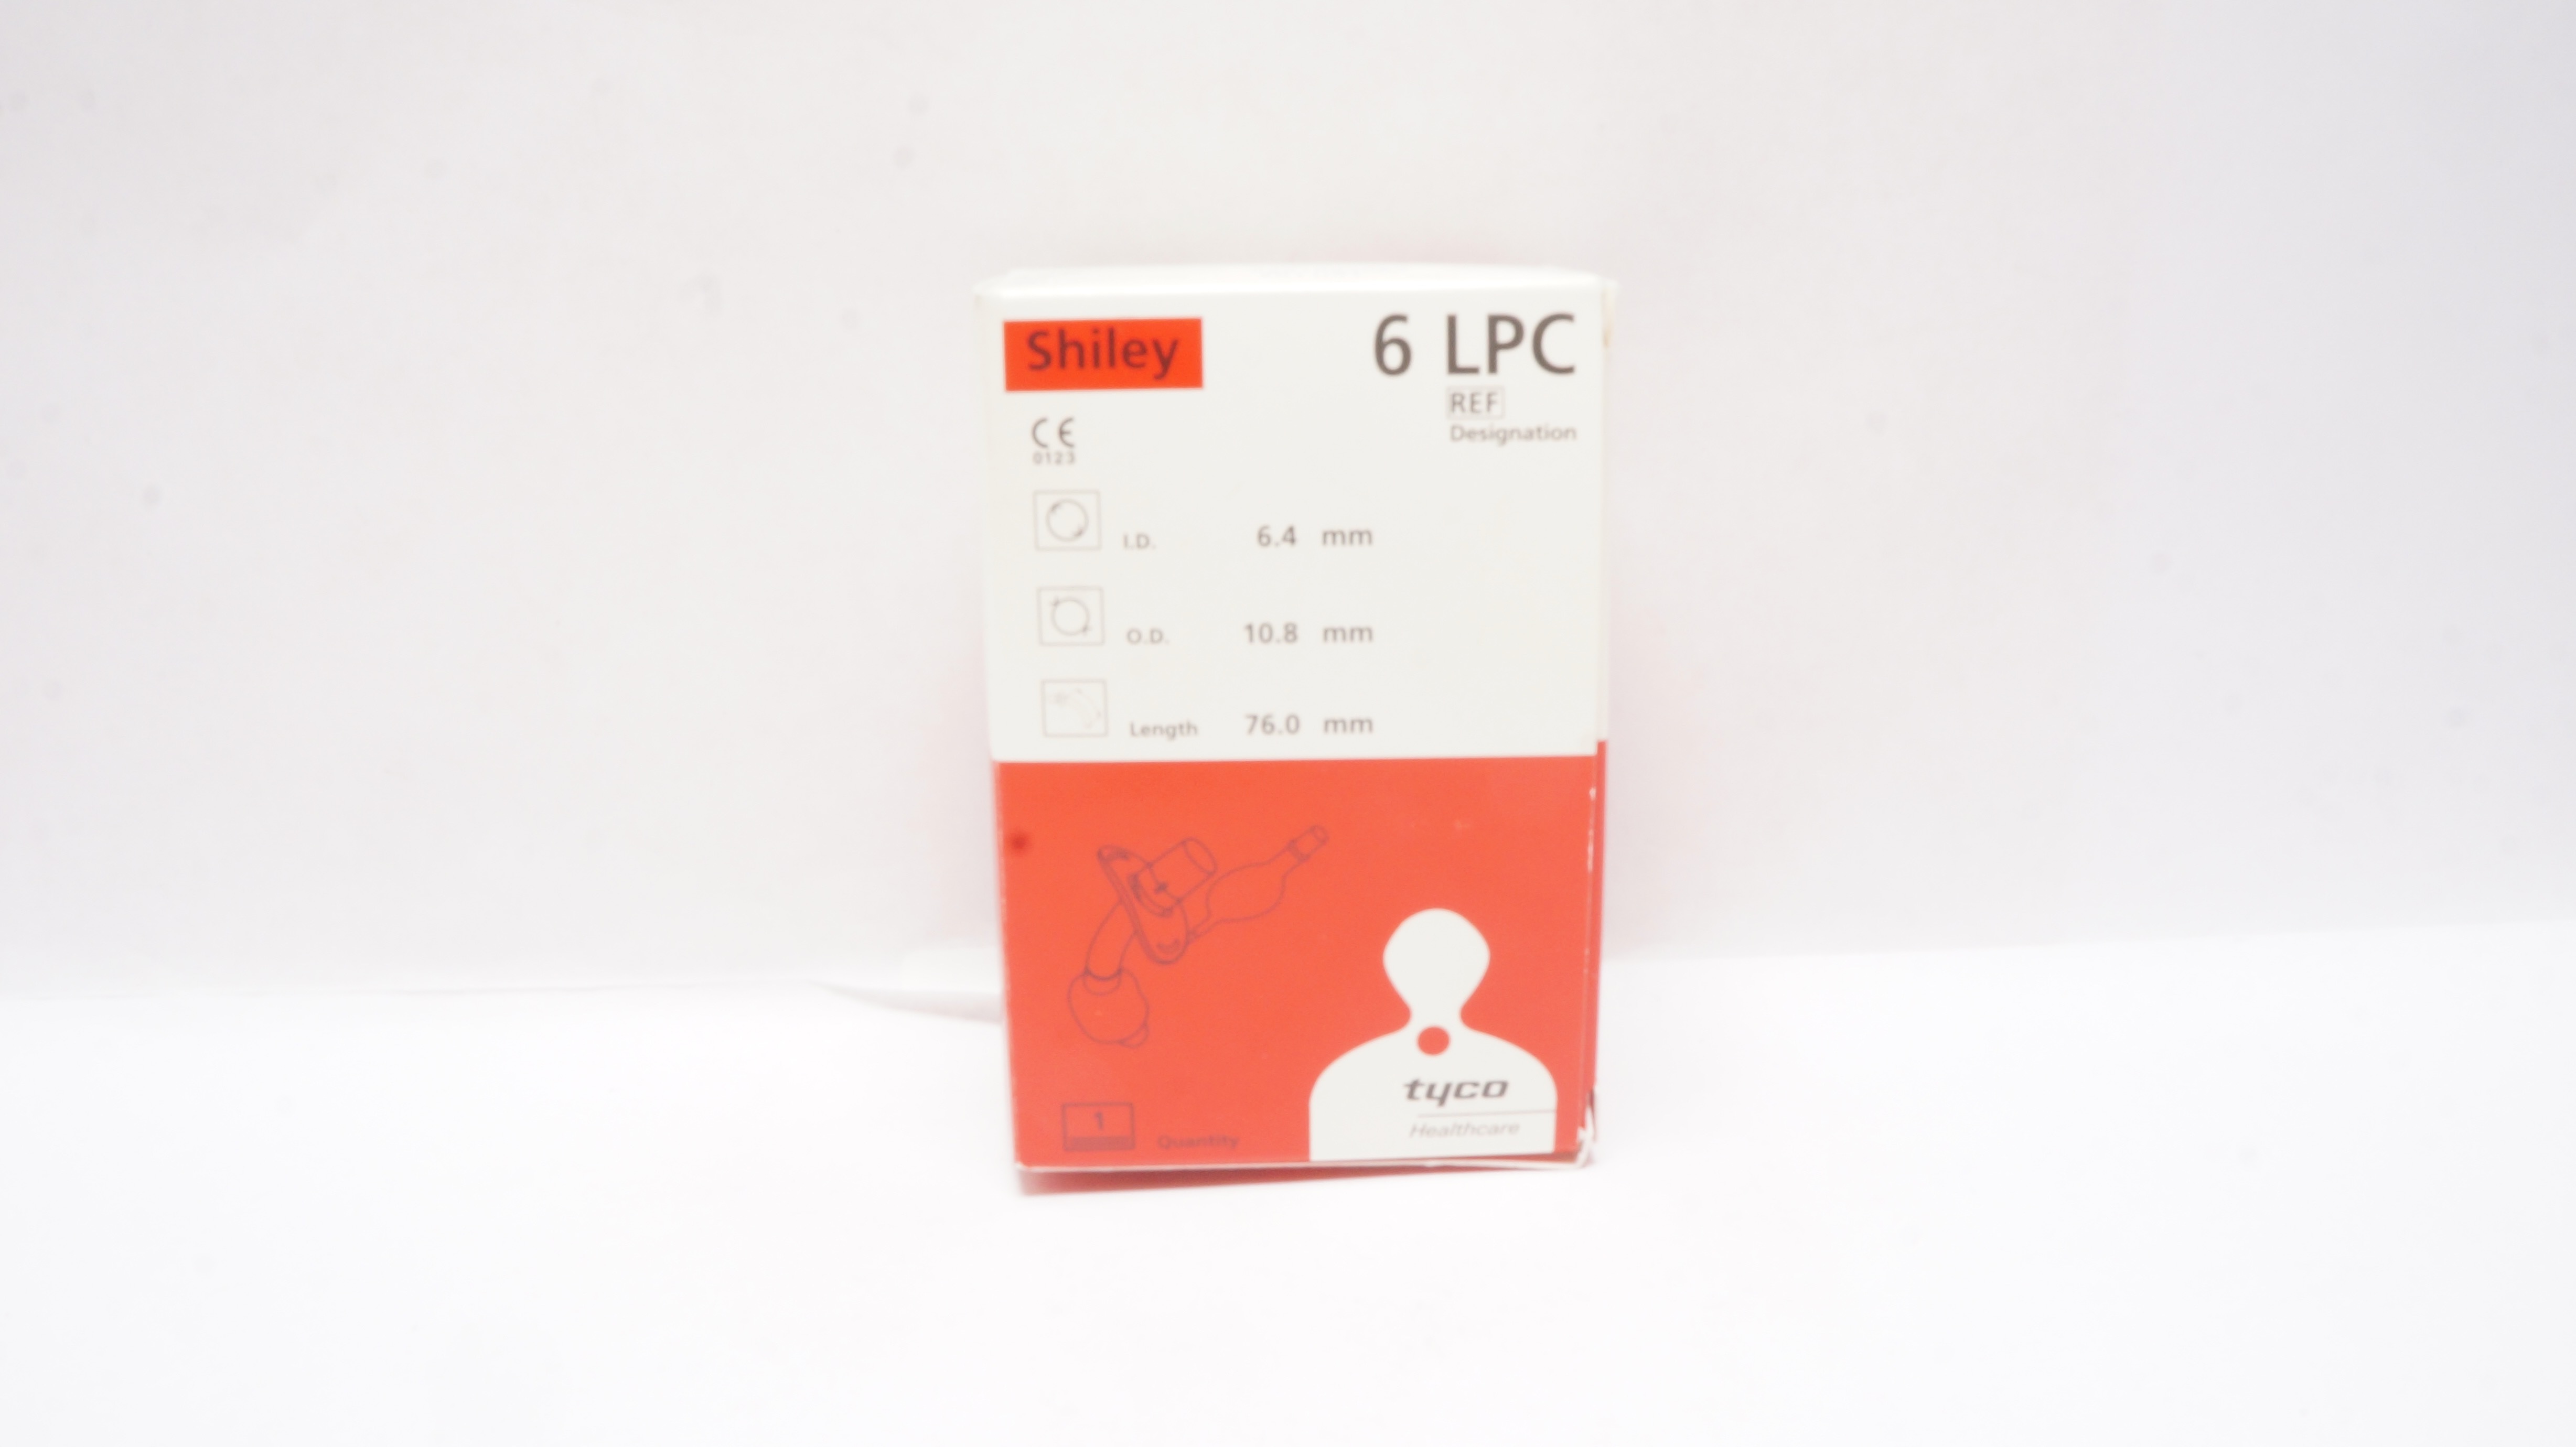 Shiley
6 LPC
REF
Designation
CE
0123
I.D. 6.4 mm
O.D. 10.8 mm
Length 76.0 mm
tyco
Healthcare
1 Quantity